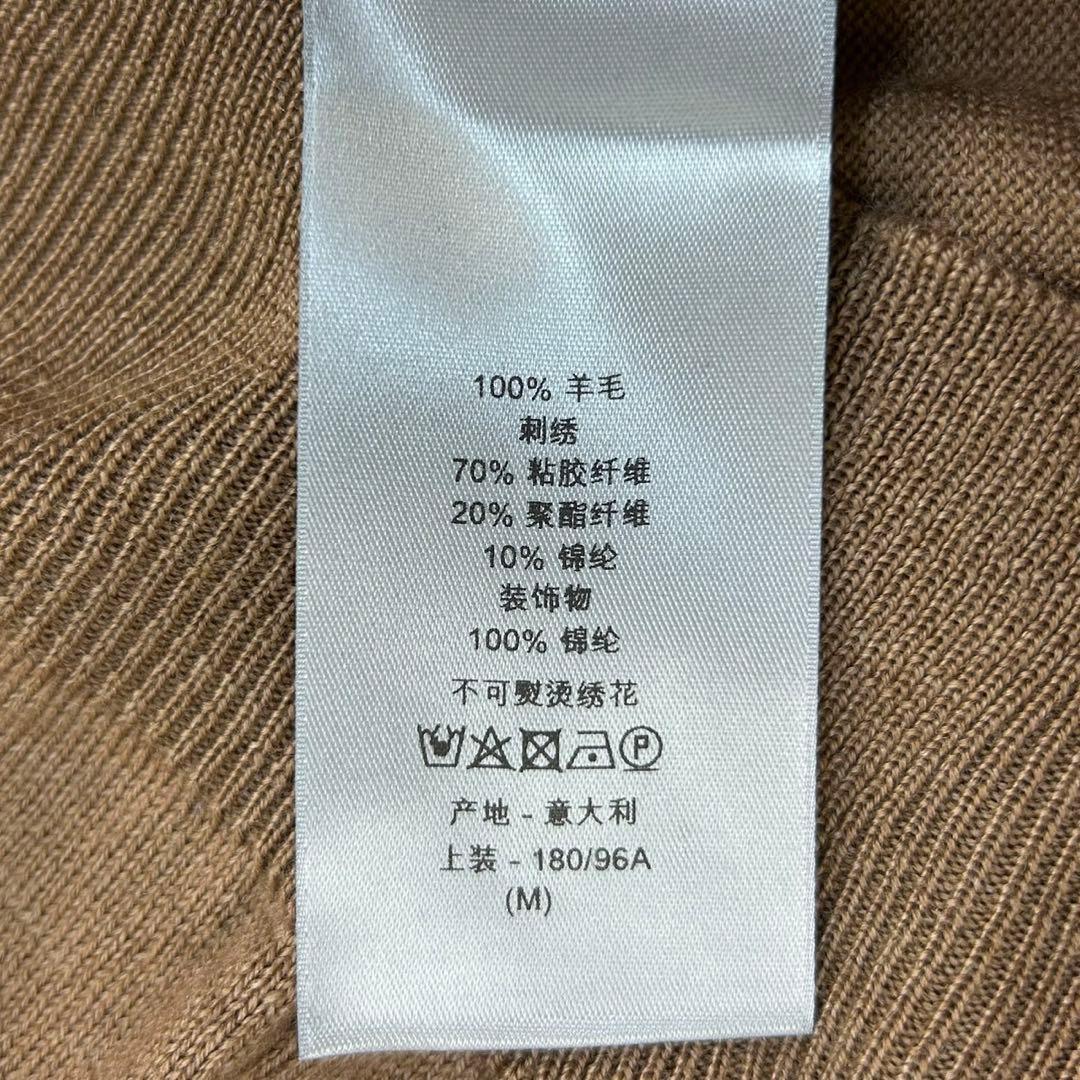 100% 羊毛
刺绣
70% 粘胶纤维
20% 聚酯纤维
10% 锦纶
装饰物
100% 锦纶
不可熨烫绣花
P
产地 - 意大利
上装 - 180/96A
(M)